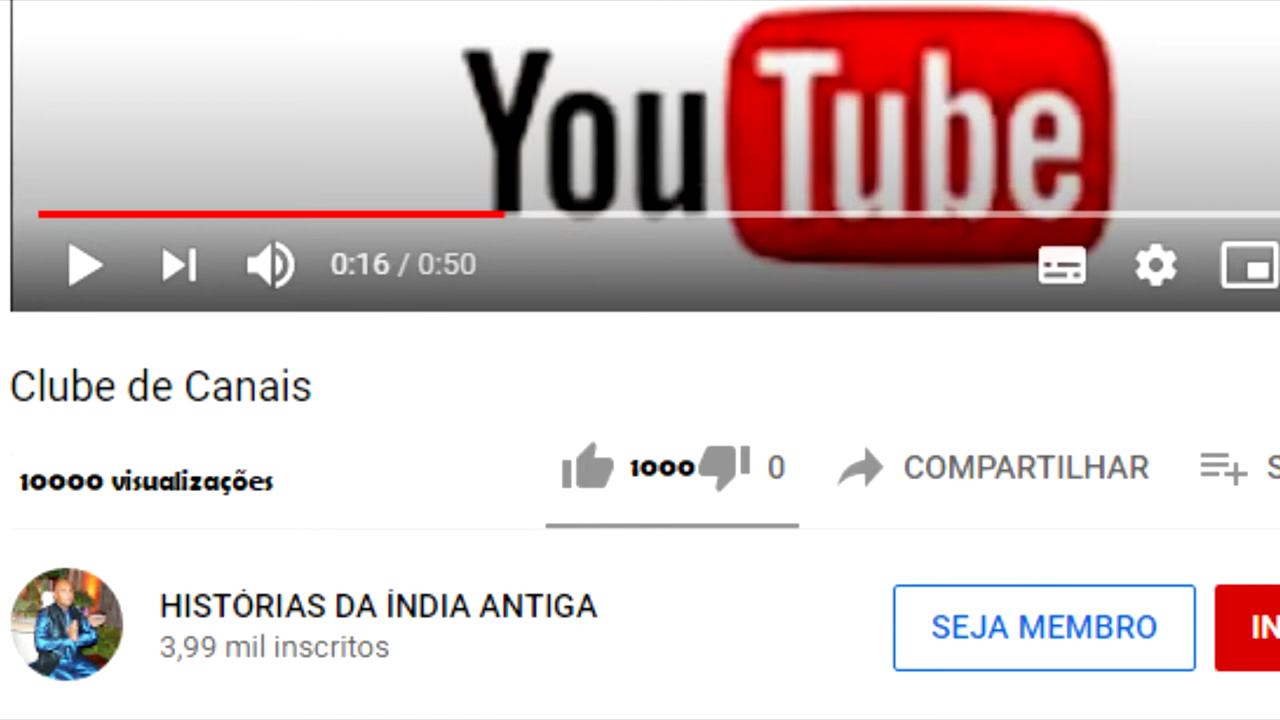 YouTube
0:16 / 0:50
Clube de Canais
10000 visualizações
1000 0 COMPARTILHAR S
HISTÓRIAS DA ÍNDIA ANTIGA
3,99 mil inscritos
SEJA MEMBRO
IN